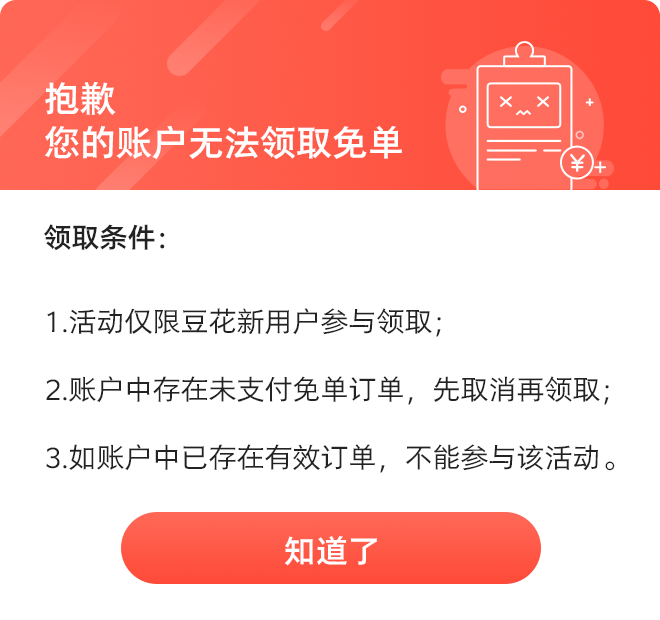 抱歉
您的账户无法领取免单
¥
领取条件：
1.活动仅限豆花新用户参与领取；
2.账户中存在未支付免单订单，先取消再领取；
3.如账户中已存在有效订单，不能参与该活动。
知道了